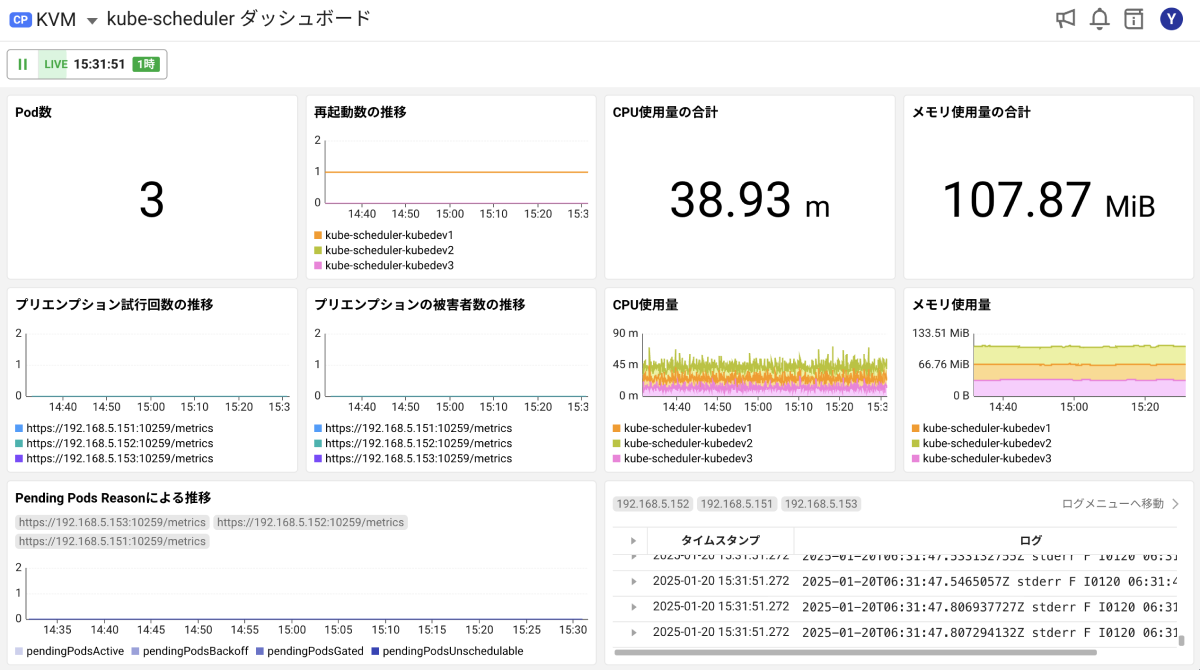 CP KVM kube-scheduler ダッシュボード
Y
LIVE 15:31:51 1時
Pod数
3
再起動数の推移
2
1
0
14:40 14:50 15:00 15:10 15:20 15:3
kube-scheduler-kubedev1
kube-scheduler-kubedev2
kube-scheduler-kubedev3
CPU使用量の合計
38.93 m
メモリ使用量の合計
107.87 MiB
プリエンプション試行回数の推移
2
1
0
14:40 14:50 15:00 15:10 15:20 15:3
https://192.168.5.151:10259/metrics
https://192.168.5.152:10259/metrics
https://192.168.5.153:10259/metrics
プリエンプションの被害者数の推移
2
1
0
14:40 14:50 15:00 15:10 15:20 15:3
https://192.168.5.151:10259/metrics
https://192.168.5.152:10259/metrics
https://192.168.5.153:10259/metrics
CPU使用量
90 m
45 m
0 m
14:40 14:50 15:00 15:10 15:20 15:3
kube-scheduler-kubedev1
kube-scheduler-kubedev2
kube-scheduler-kubedev3
メモリ使用量
133.51 MiB
66.76 MiB
0 B
14:40 15:00 15:20
kube-scheduler-kubedev1
kube-scheduler-kubedev2
kube-scheduler-kubedev3
Pending Pods Reasonによる推移
https://192.168.5.153:10259/metrics https://192.168.5.152:10259/metrics
https://192.168.5.151:10259/metrics
2
1
0
14:35 14:40 14:45 14:50 14:55 15:00 15:05 15:10 15:15 15:20 15:25 15:30
pendingPodsActive pendingPodsBackoff pendingPodsGated pendingPodsUnschedulable
192.168.5.152 192.168.5.151 192.168.5.153 ログメニューへ移動
タイムスタンプ ログ
2025-01-20 15:31:51.272 2025-01-20T06:31:47.533132755Z stderr F I0120 06:31
2025-01-20 15:31:51.272 2025-01-20T06:31:47.5465057Z stderr F I0120 06:31:4
2025-01-20 15:31:51.272 2025-01-20T06:31:47.806937727Z stderr F I0120 06:31
2025-01-20 15:31:51.272 2025-01-20T06:31:47.807294132Z stderr F I0120 06:31